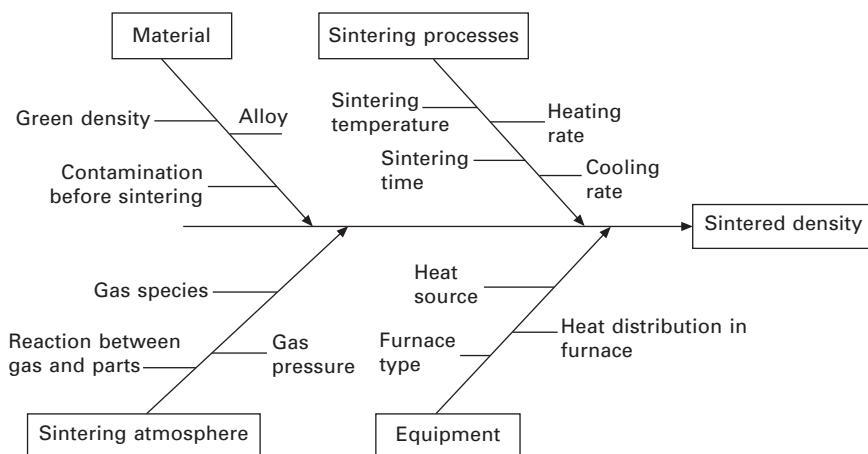 Material
Sintering processes
Green density
Alloy
Contamination
before sintering
Sintering
temperature
Heating
rate
Sintering
time
Cooling
rate
Sintered density
Gas species
Reaction between
gas and parts
Gas
pressure
Heat
source
Furnace
type
Heat distribution in
furnace
Sintering atmosphere
Equipment